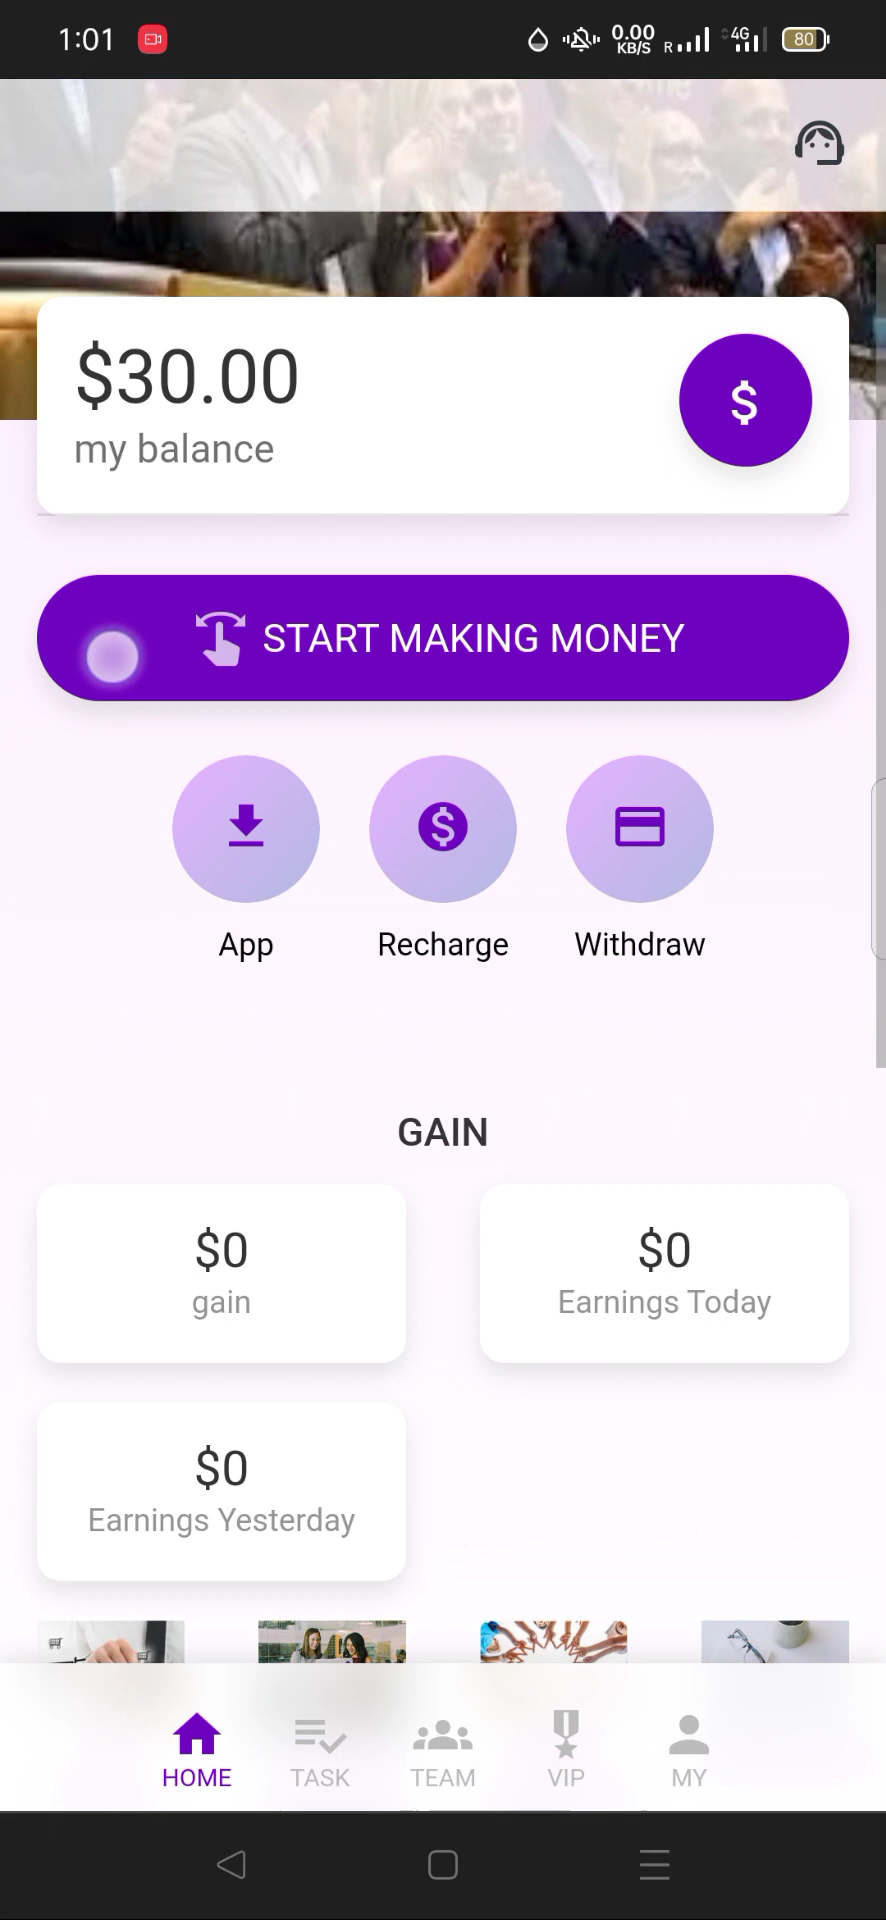 1:01
0.00
KB/S
R
4G
80
$30.00
my balance
$
START MAKING MONEY
App
Recharge
Withdraw
GAIN
$0
gain
$0
Earnings Today
$0
Earnings Yesterday
HOME
TASK
TEAM
VIP
MY